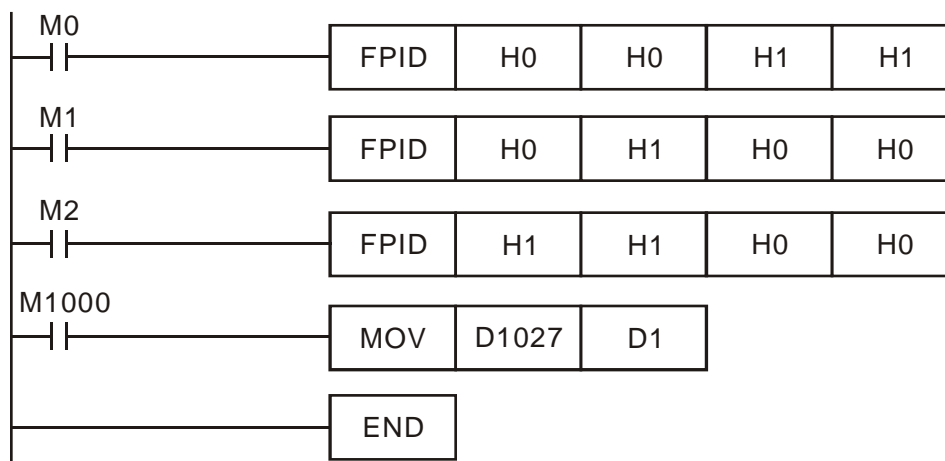 M0
FPID H0 H0 H1 H1
M1
FPID H0 H1 H0 H0
M2
FPID H1 H1 H0 H0
M1000
MOV D1027 D1
END